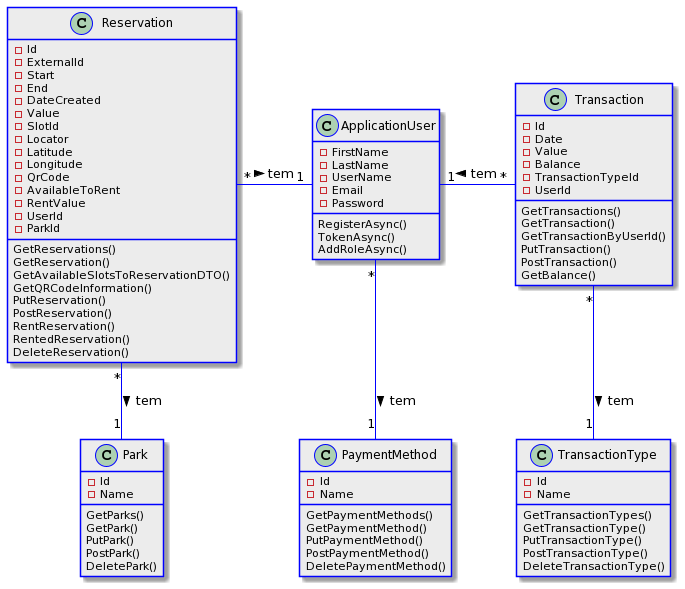 C Reservation
Id
ExternalId
Start
End
DateCreated
Value
SlotId
Locator
Latitude
Longitude
QrCode
AvailableToRent
RentValue
UserId
ParkId
GetReservations()
GetReservation()
GetAvailableSlotsToReservationDTO()
GetQRCodeInformation()
PutReservation()
PostReservation()
RentReservation()
RentedReservation()
DeleteReservation()
* tem 1
C ApplicationUser
FirstName
LastName
UserName
Email
Password
RegisterAsync()
TokenAsync()
AddRoleAsync()
1 tem *
C Transaction
Id
Date
Value
Balance
TransactionTypeId
UserId
GetTransactions()
GetTransaction()
GetTransactionByUserId()
PutTransaction()
PostTransaction()
GetBalance()
*
tem
1
C Park
Id
Name
GetParks()
GetPark()
PutPark()
PostPark()
DeletePark()
*
tem
1
C PaymentMethod
Id
Name
GetPaymentMethods()
GetPaymentMethod()
PutPaymentMethod()
PostPaymentMethod()
DeletePaymentMethod()
*
tem
1
C TransactionType
Id
Name
GetTransactionTypes()
GetTransactionType()
PutTransactionType()
PostTransactionType()
DeleteTransactionType()